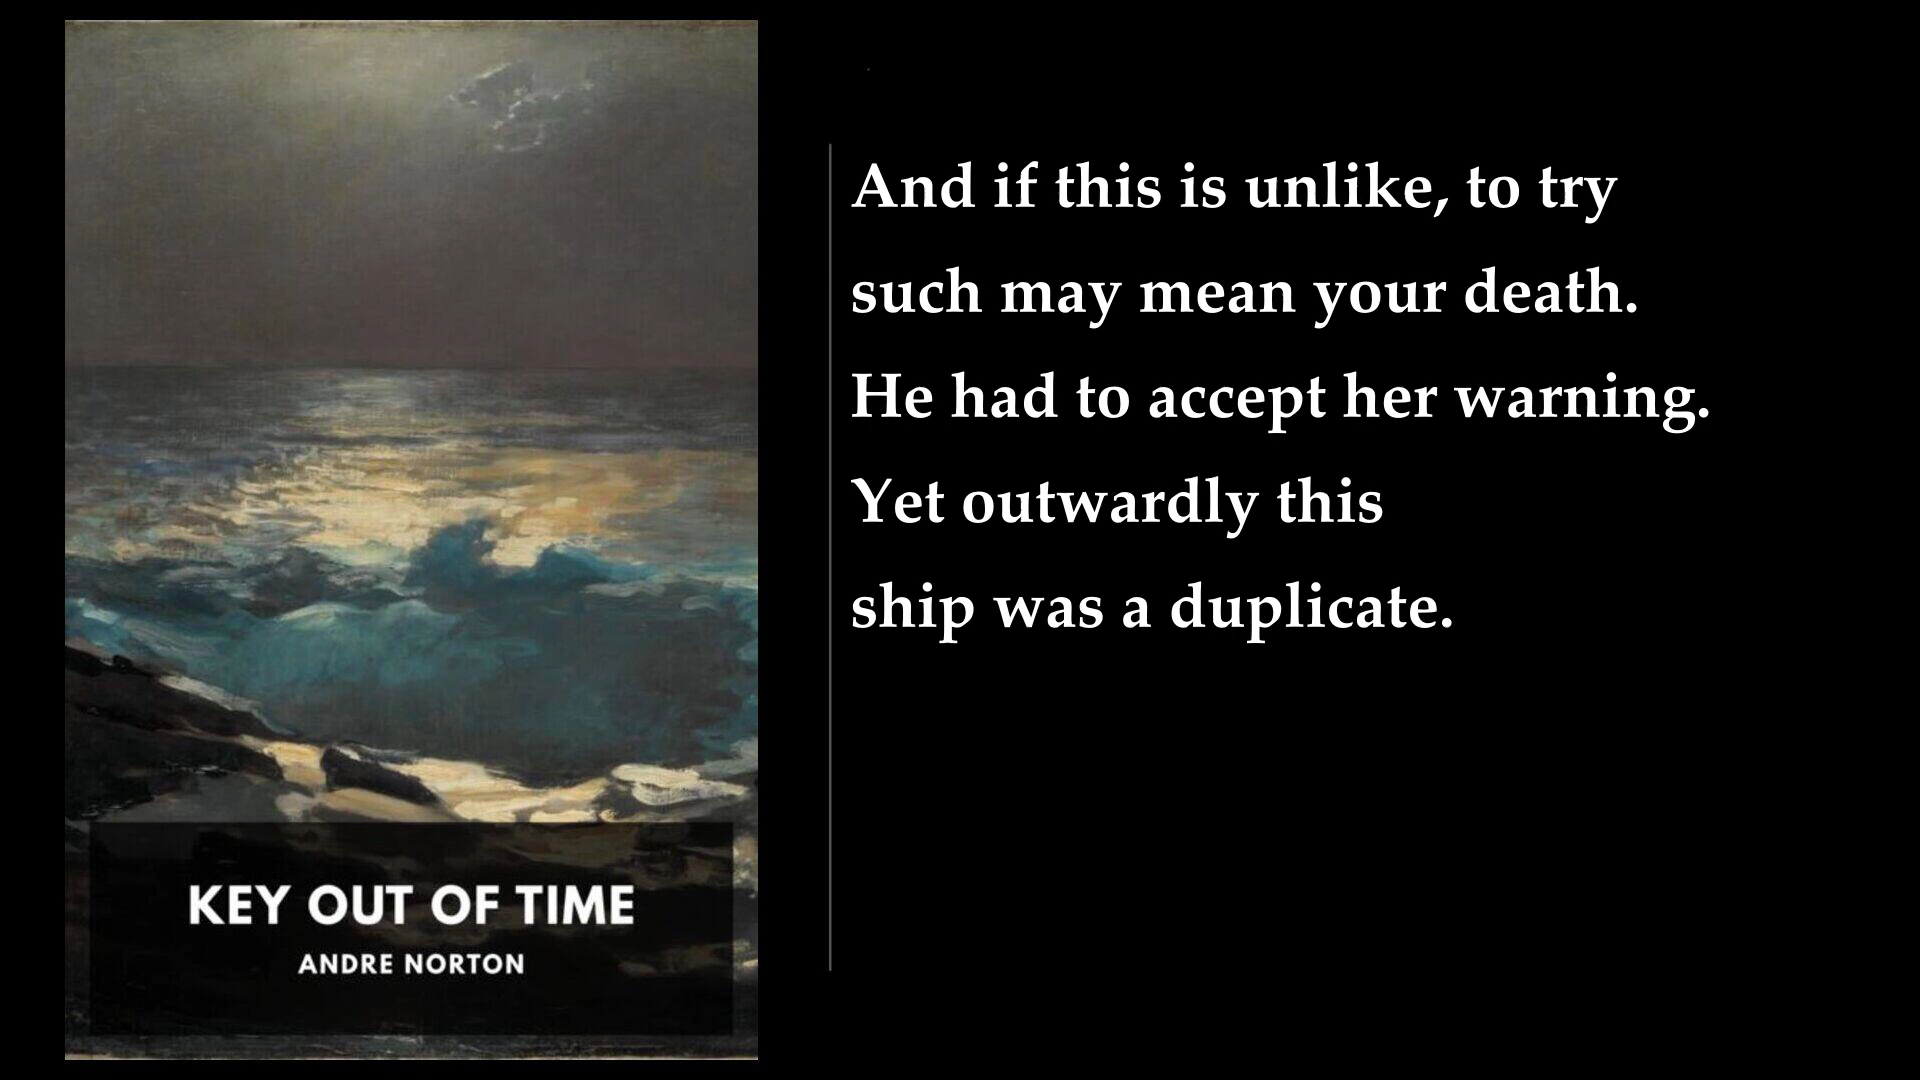 And if this is unlike, to try
such may mean your death.
He had to accept her warning.
Yet outwardly this
ship was a duplicate.
KEY OUT OF TIME
ANDRE NORTON